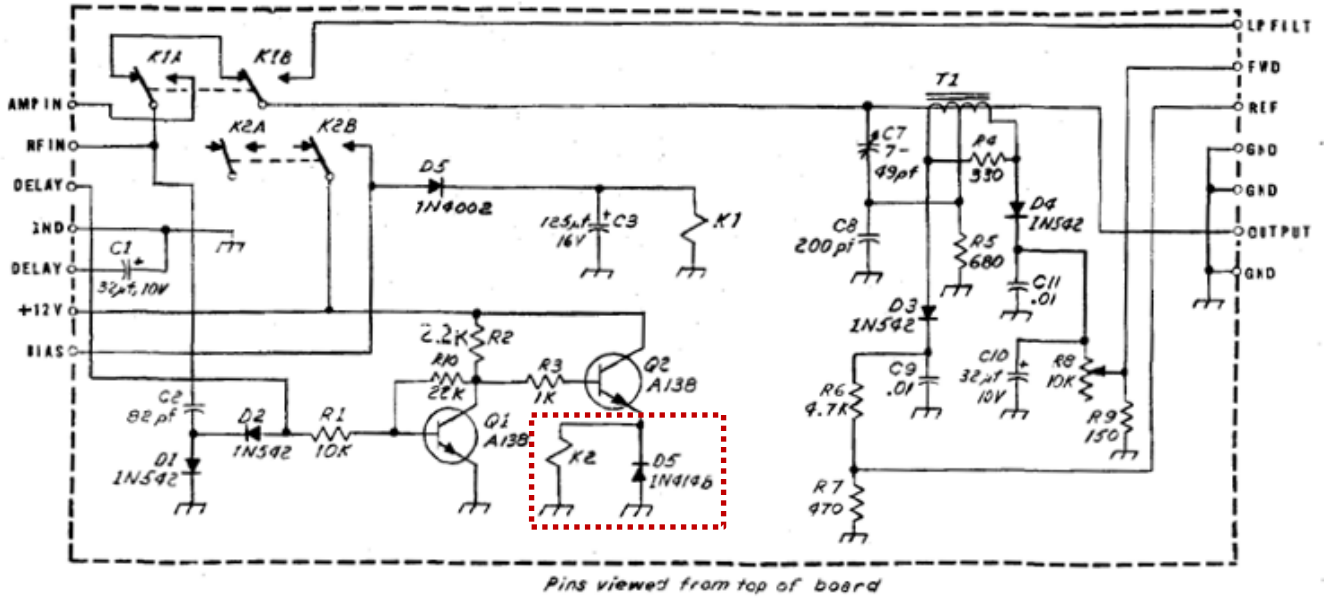 K1A
K1B
LP FILT
FWD
T1
AMP IN
REF
K2A
K2B
C7
7-
49pf
R4
330
RF IN
GND
D5
1N4002
DELAY
GND
D4
1N542
125µf
16V
C3
K1
C8
200pf
R5
680
GND
OUTPUT
C1
32µf, 10V
DELAY
C11
.01
GND
+12V
D3
1N542
2.2K
R2
BIAS
R10
22K
R3
1K
Q2
A138
C9
.01
C10
32µf
10V
R8
10K
R6
4.7K
C2
82pf
D2
1N542
R1
10K
Q1
A138
R9
150
D1
1N542
K2
D5
1N4148
R7
470
Pins viewed from top of board